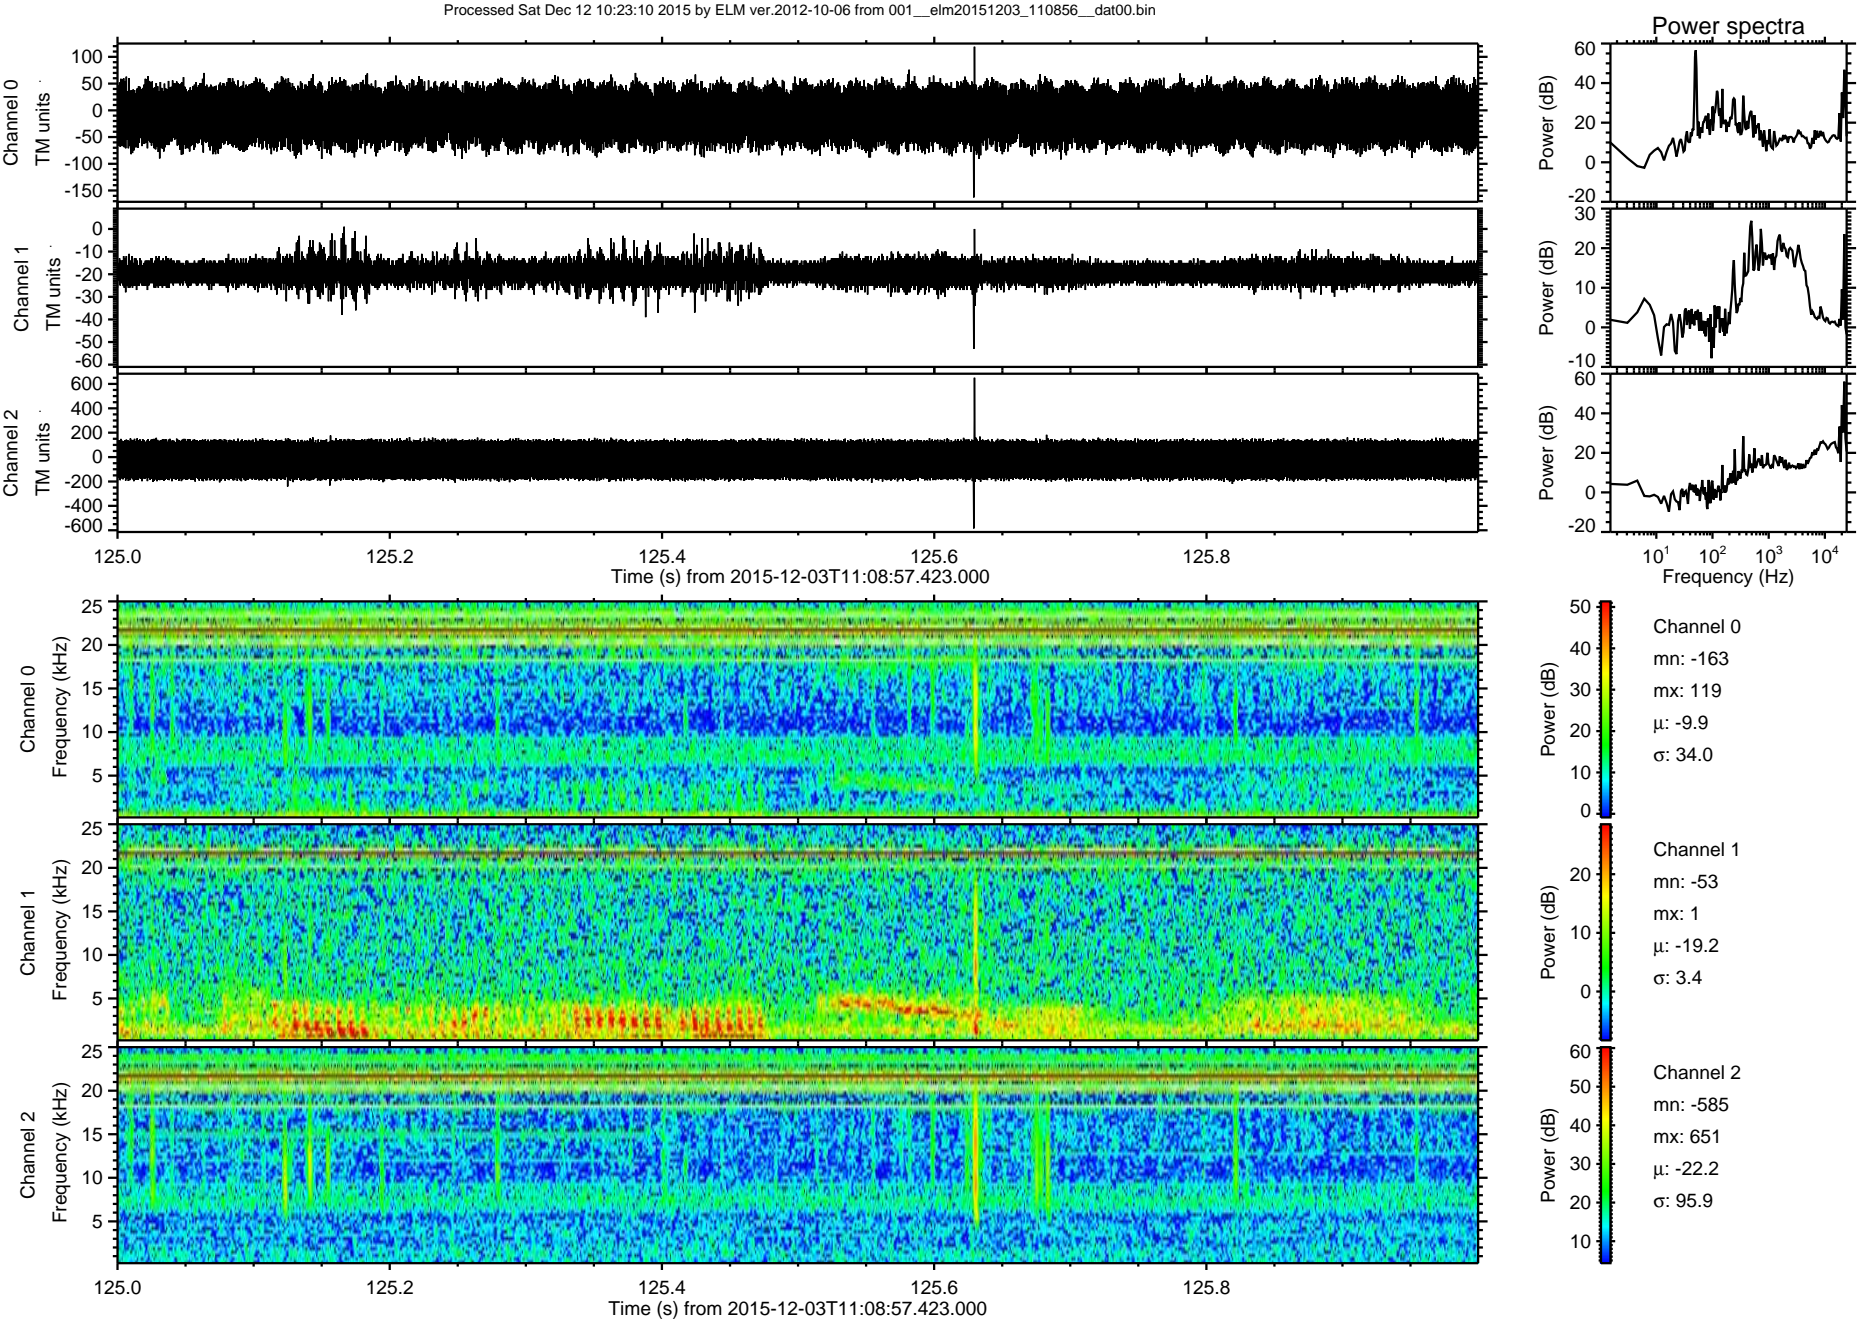 Processed Sat Dec 12 10:23:10 2015 by ELM ver.2012-10-06 from 001__elm20151203_110856__dat00.bin
Power spectra
Channel 0
TM units
100
50
0
-50
-100
-150
Power (dB)
60
40
20
0
-20
Channel 1
TM units
0
-10
-20
-30
-40
-50
-60
Power (dB)
30
20
10
0
-10
Channel 2
TM units
600
400
200
0
-200
-400
-600
Power (dB)
60
40
20
0
-20
125.0 125.2 125.4 125.6 125.8
Time (s) from 2015-12-03T11:08:57.423.000
10¹ 10² 10³ 10⁴
Frequency (Hz)
Channel 0
Frequency (kHz)
25
20
15
10
5
Power (dB)
50
40
30
20
10
0
Channel 0
mn: -163
mx: 119
μ: -9.9
σ: 34.0
Channel 1
Frequency (kHz)
25
20
15
10
5
Power (dB)
20
10
0
Channel 1
mn: -53
mx: 1
μ: -19.2
σ: 3.4
Channel 2
Frequency (kHz)
25
20
15
10
5
Power (dB)
60
50
40
30
20
10
Channel 2
mn: -585
mx: 651
μ: -22.2
σ: 95.9
125.0 125.2 125.4 125.6 125.8
Time (s) from 2015-12-03T11:08:57.423.000